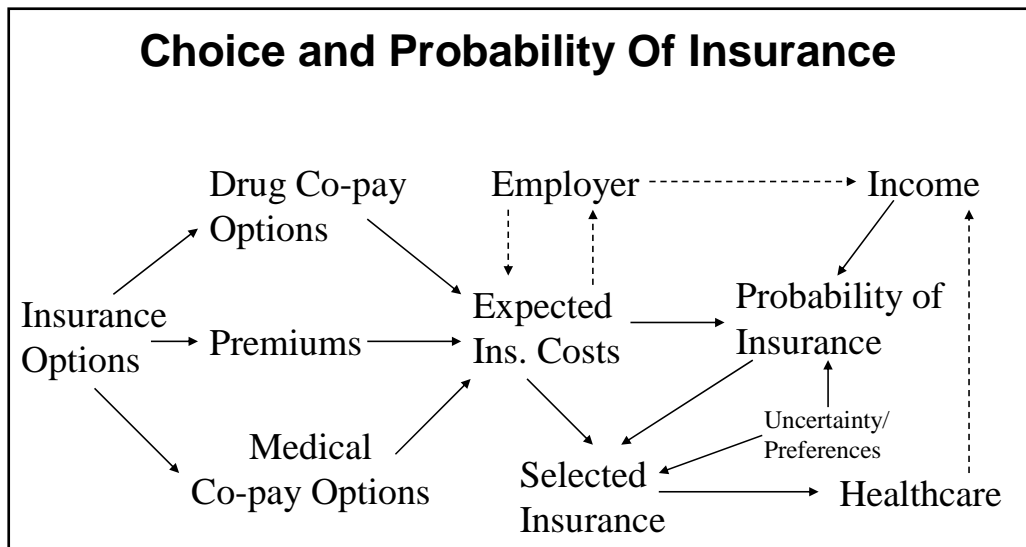 Choice and Probability Of Insurance
Drug Co-pay
Options
Employer
Income
Insurance
Options
Premiums
Expected
Ins. Costs
Probability of
Insurance
Medical
Co-pay Options
Uncertainty/
Preferences
Selected
Insurance
Healthcare